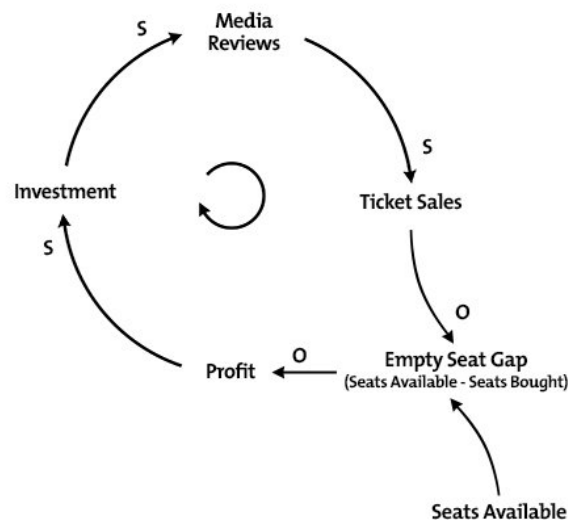 Media
Reviews
S
S
Investment
Ticket Sales
S
O
Empty Seat Gap
(Seats Available - Seats Bought)
O
Profit
Seats Available